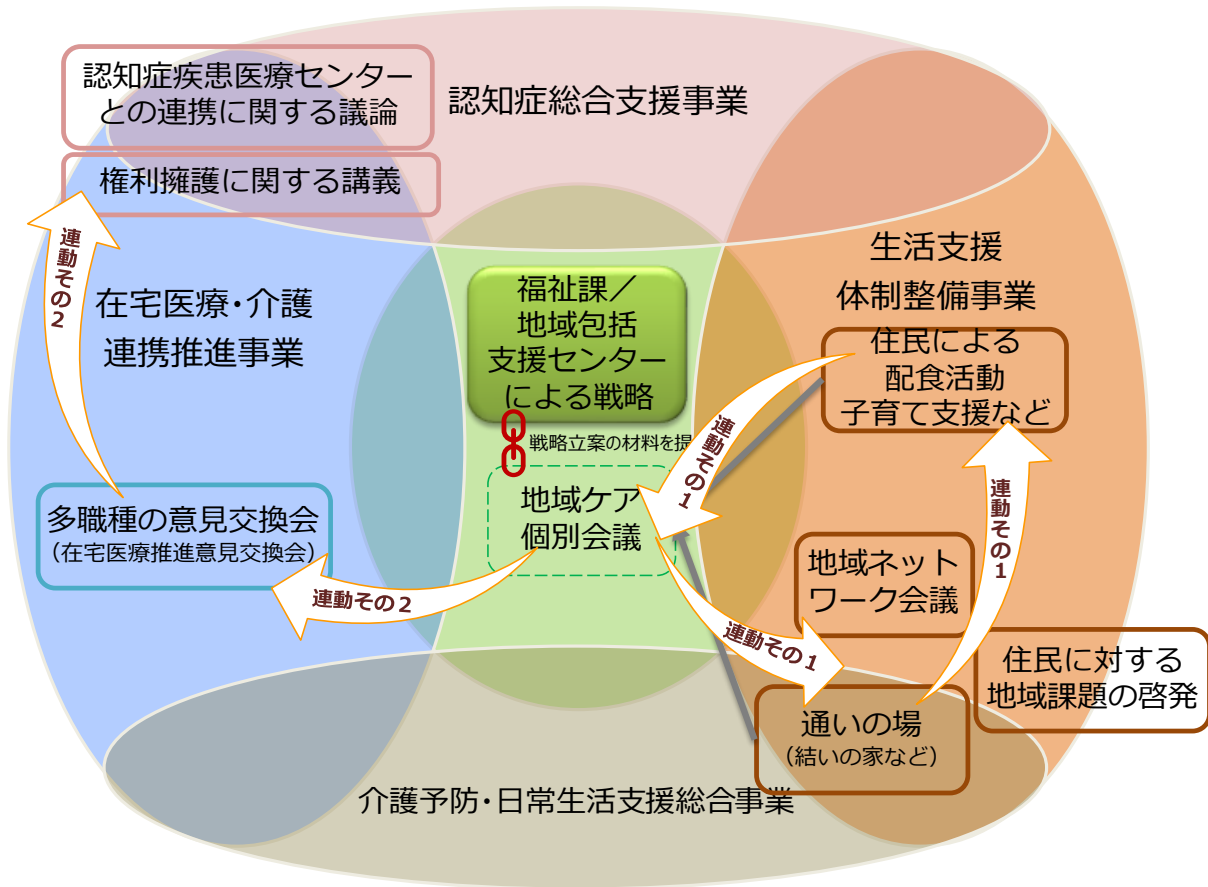 認知症疾患医療センター
との連携に関する議論
認知症総合支援事業
権利擁護に関する講義
連動その2
在宅医療・介護
連携推進事業
福祉課／
地域包括
支援センター
による戦略
戦略立案の材料を提
地域ケア
個別会議
生活支援
体制整備事業
住民による
配食活動
子育て支援など
連動その1
連動その1
多職種の意見交換会
（在宅医療推進意見交換会）
連動その２
連動その１
地域ネット
ワーク会議
住民に対する
地域課題の啓発
通いの場
（結いの家など）
介護予防・日常生活支援総合事業